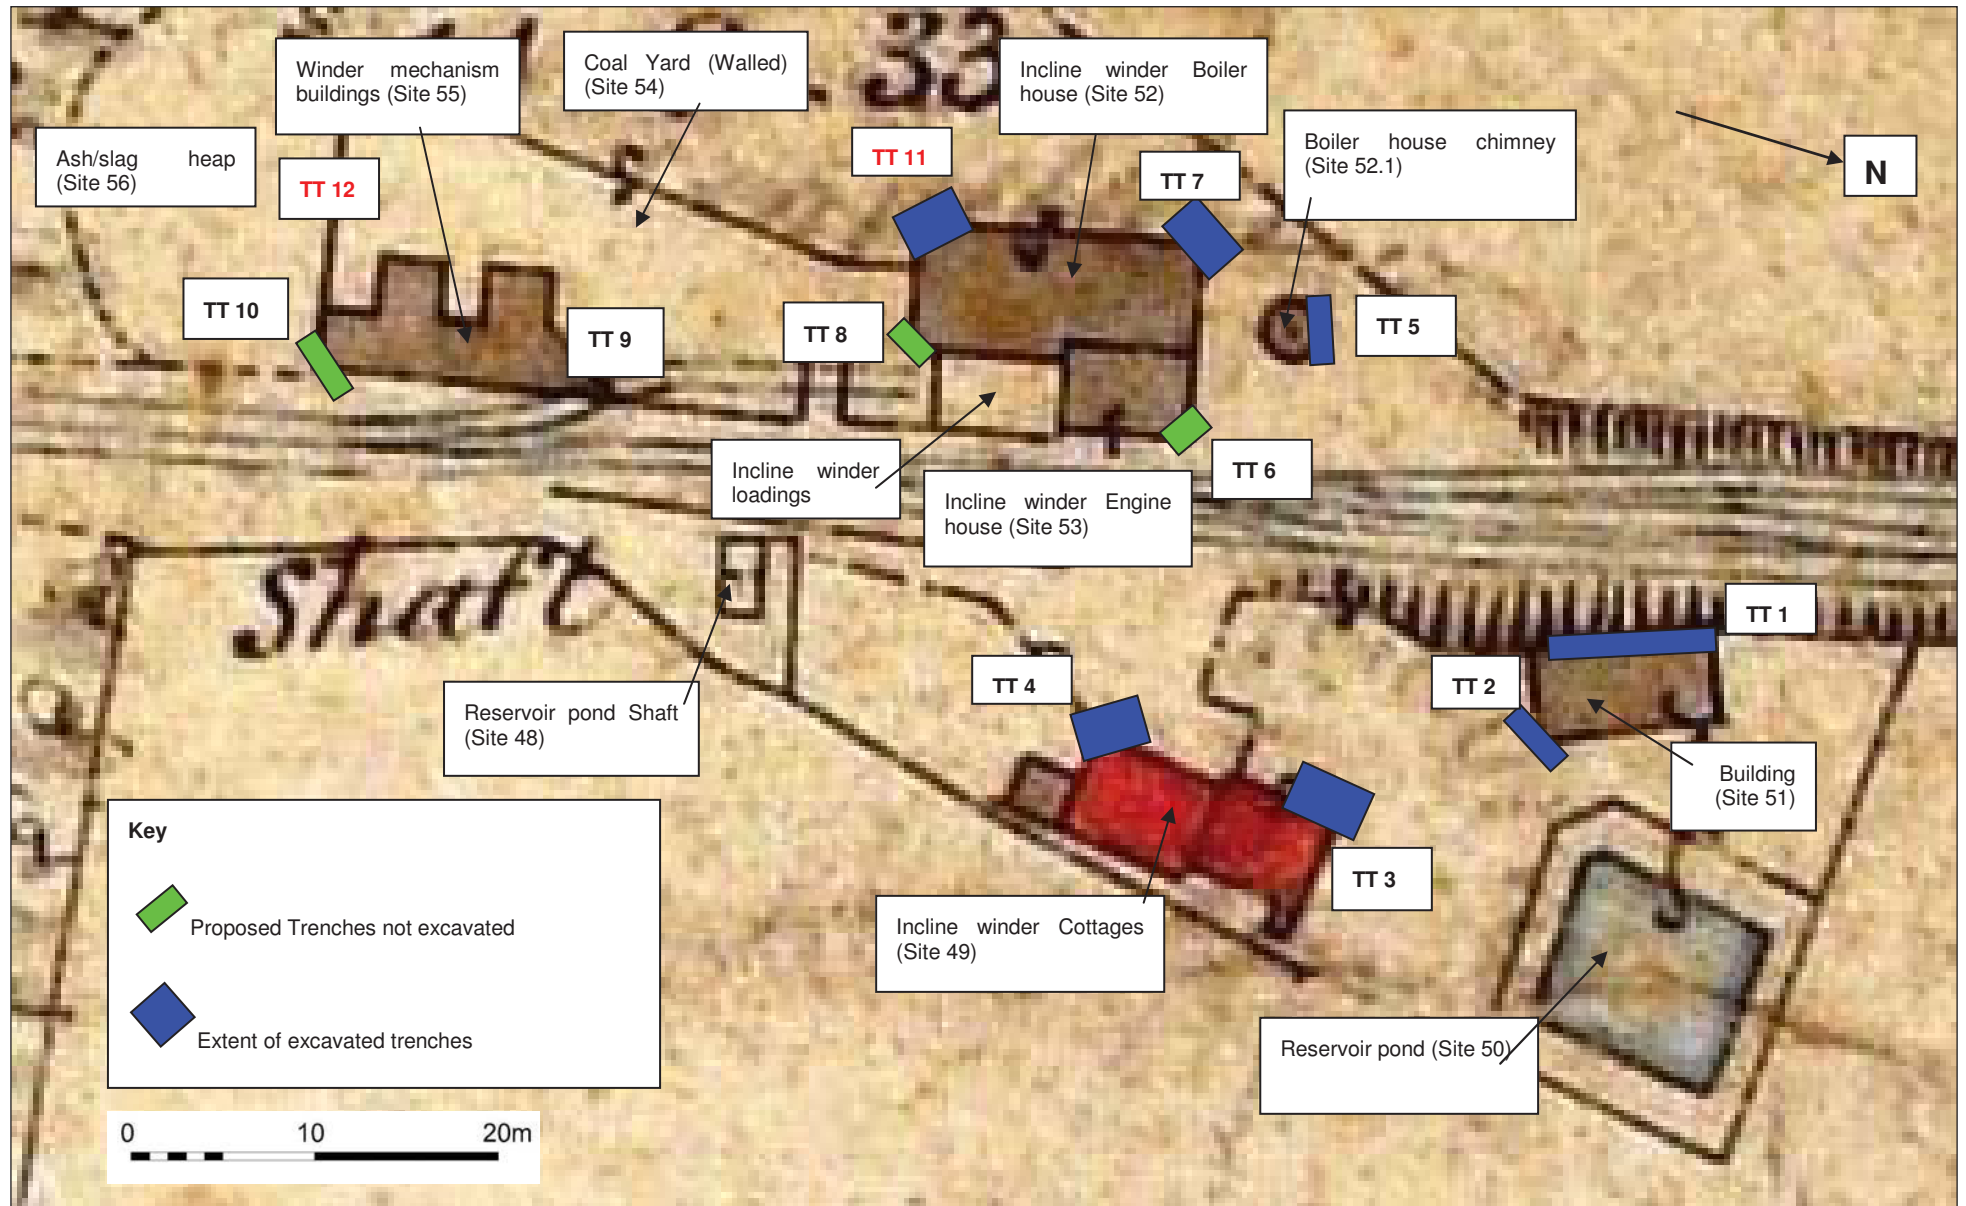 33
Winder mechanism
buildings (Site 55)
Coal Yard (Walled)
(Site 54)
Incline winder Boiler
house (Site 52)
Boiler house chimney
(Site 52.1)
N
Ash/slag heap
(Site 56)
TT 12
TT 11
TT 7
TT 10
TT 9
TT 8
TT 5
Incline winder
loadings
Incline winder Engine
house (Site 53)
TT 6
Shaft
TT 1
TT 2
TT 4
Reservoir pond Shaft
(Site 48)
Building
(Site 51)
TT 3
Incline winder Cottages
(Site 49)
Reservoir pond (Site 50)
Key
Proposed Trenches not excavated
Extent of excavated trenches
0 10 20m